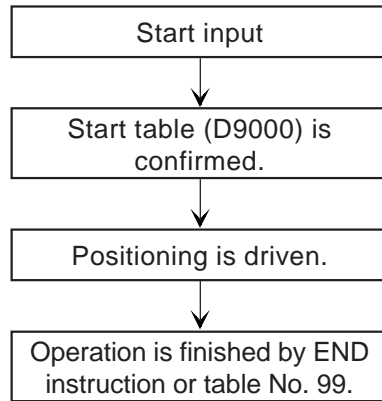 Start input
Start table (D9000) is
confirmed.
Positioning is driven.
Operation is finished by END
instruction or table No. 99.